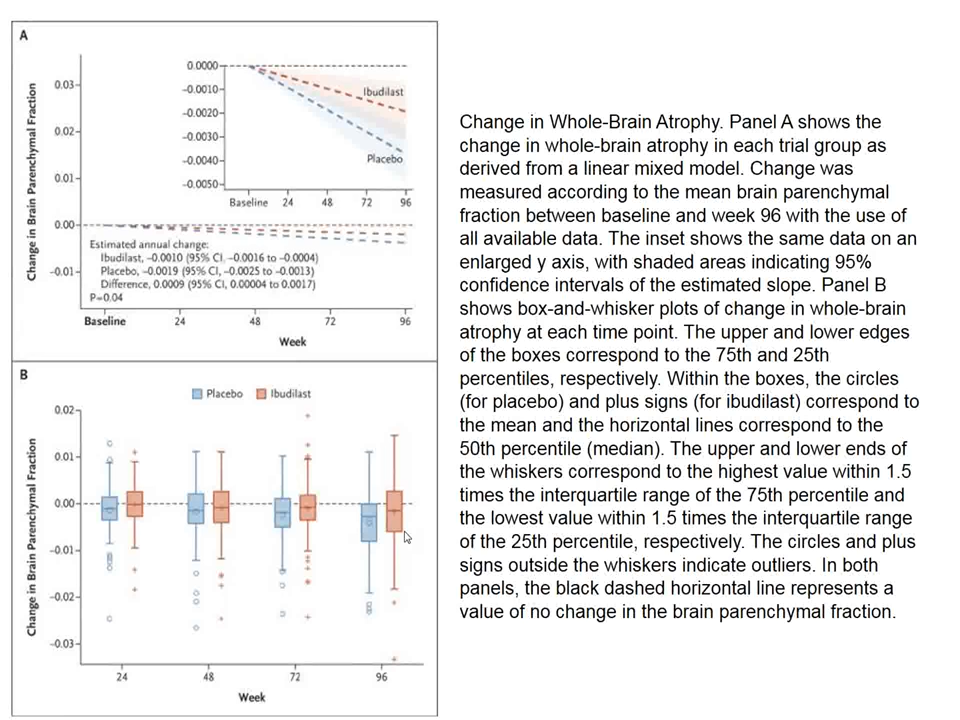 A
Change in Brain Parenchymal Fraction
0.03
0.02
0.01
0.00
−0.01
0.0000
−0.0010
−0.0020
−0.0030
−0.0040
−0.0050
Ibudilast
Placebo
Baseline 24 48 72 96
Estimated annual change:
Ibudilast, −0.0010 (95% CI, −0.0016 to −0.0004)
Placebo, −0.0019 (95% CI, −0.0025 to −0.0013)
Difference, 0.0009 (95% CI, 0.00004 to 0.0017)
P=0.04
Baseline 24 48 72 96
Week
B
Placebo Ibudilast
Change in Brain Parenchymal Fraction
0.02
0.01
0.00
−0.01
−0.02
−0.03
24 48 72 96
Week
Change in Whole-Brain Atrophy. Panel A shows the
change in whole-brain atrophy in each trial group as
derived from a linear mixed model. Change was
measured according to the mean brain parenchymal
fraction between baseline and week 96 with the use of
all available data. The inset shows the same data on an
enlarged y axis, with shaded areas indicating 95%
confidence intervals of the estimated slope. Panel B
shows box-and-whisker plots of change in whole-brain
atrophy at each time point. The upper and lower edges
of the boxes correspond to the 75th and 25th
percentiles, respectively. Within the boxes, the circles
(for placebo) and plus signs (for ibudilast) correspond to
the mean and the horizontal lines correspond to the
50th percentile (median). The upper and lower ends of
the whiskers correspond to the highest value within 1.5
times the interquartile range of the 75th percentile and
the lowest value within 1.5 times the interquartile range
of the 25th percentile, respectively. The circles and plus
signs outside the whiskers indicate outliers. In both
panels, the black dashed horizontal line represents a
value of no change in the brain parenchymal fraction.